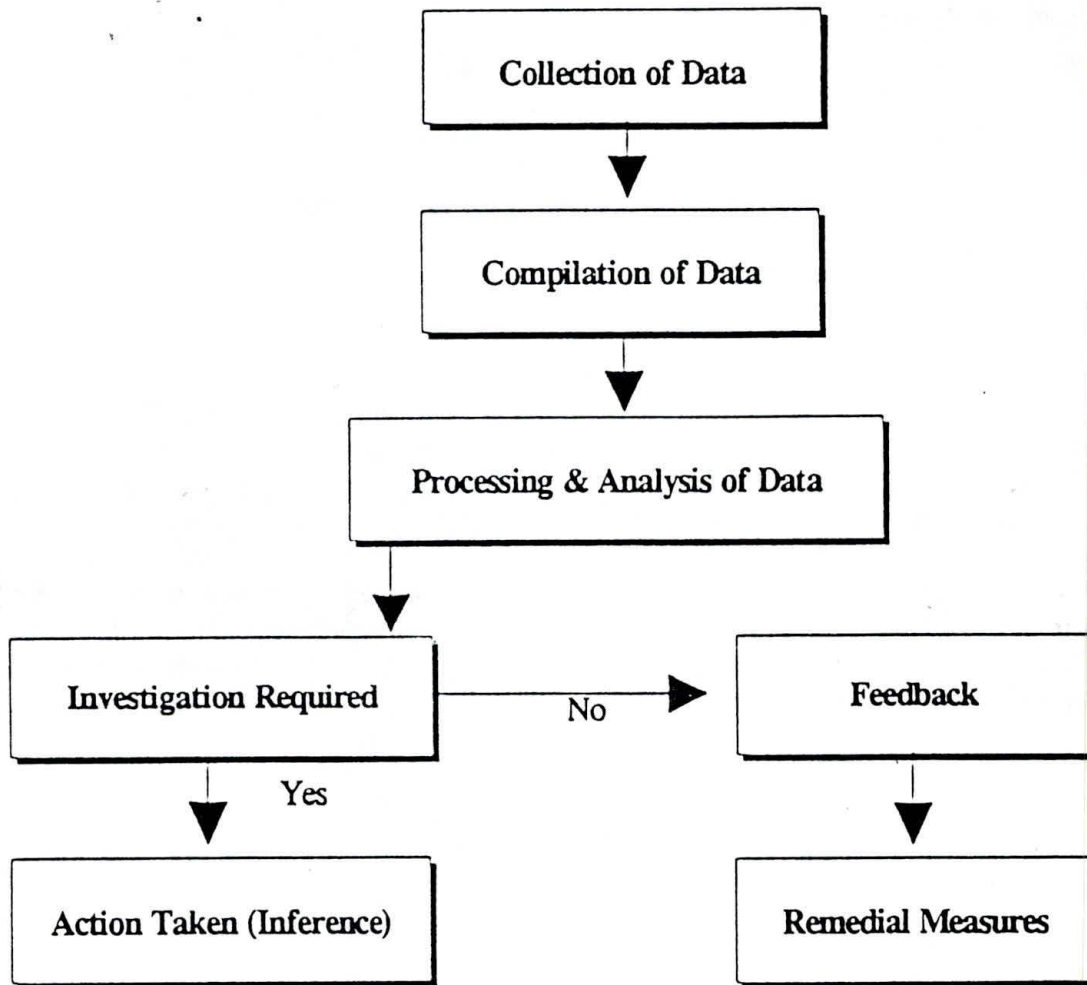 Collection of Data
Compilation of Data
Processing & Analysis of Data
Investigation Required
No
Feedback
Yes
Action Taken (Inference)
Remedial Measures